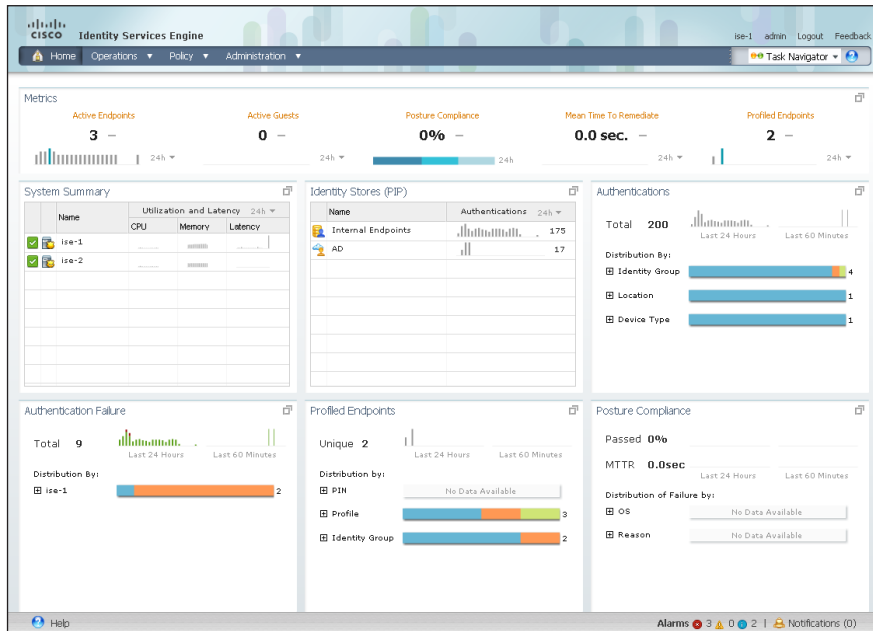 cisco Identity Services Engine
ise-1 admin Logout Feedback
Home Operations Policy Administration
Task Navigator
Metrics
Active Endpoints Active Guests Posture Compliance Mean Time To Remediate Profiled Endpoints
3 – 0 – 0% – 0.0 sec. – 2 –
24h 24h 24h 24h 24h
System Summary
Name Utilization and Latency 24h
CPU Memory Latency
ise-1
ise-2
Identity Stores (PIP)
Name Authentications 24h
Internal Endpoints 175
AD 17
Authentications
Total 200
Last 24 Hours Last 60 Minutes
Distribution By:
Identity Group 4
Location 1
Device Type 1
Authentication Failure
Total 9
Last 24 Hours Last 60 Minutes
Distribution By:
ise-1 2
Profiled Endpoints
Unique 2
Last 24 Hours Last 60 Minutes
Distribution by:
PIN No Data Available
Profile 3
Identity Group 2
Posture Compliance
Passed 0%
MTTR 0.0sec
Last 24 Hours Last 60 Minutes
Distribution of Failure by:
OS No Data Available
Reason No Data Available
Help
Alarms 3 0 2 | Notifications (0)